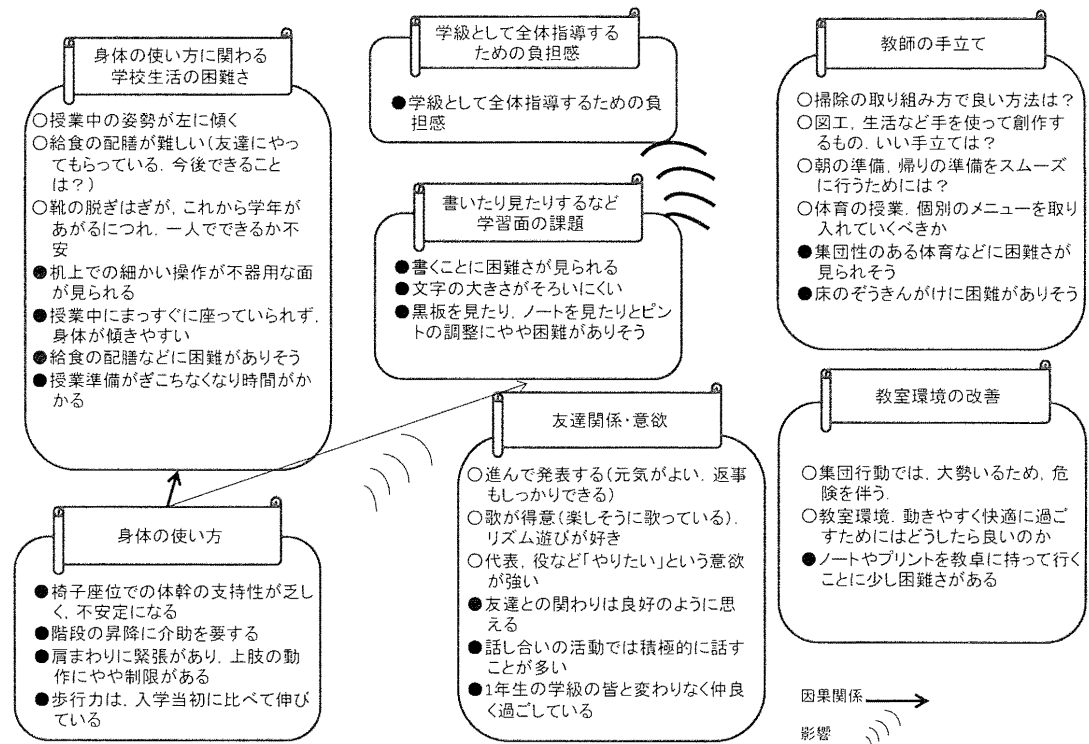 身体の使い方に関わる
学校生活の困難さ
○授業中の姿勢が左に傾く
○給食の配膳が難しい(友達にやっ
てもらっている．今後できること
は？)
○靴の脱ぎはぎが，これから学年が
あがるにつれ，一人でできるか不
安
●机上での細かい操作が不器用な面
が見られる
●授業中にまっすぐに座っていられず，
身体が傾きやすい
●給食の配膳などに困難がありそう
●授業準備がぎこちなくなり時間がか
かる
身体の使い方
●椅子座位での体幹の支持性が乏し
く，不安定になる
●階段の昇降に介助を要する
●肩まわりに緊張があり，上肢の動
作にやや制限がある
●歩行力は，入学当初に比べて伸び
ている
学級として全体指導する
ための負担感
●学級として全体指導するための負
担感
書いたり見たりするなど
学習面の課題
●書くことに困難さが見られる
●文字の大きさがそろいにくい
●黒板を見たり，ノートを見たりとピン
トの調整にやや困難がありそう
友達関係・意欲
○進んで発表する(元気がよい，返事
もしっかりできる)
○歌が得意(楽しそうに歌っている)．
リズム遊びが好き
○代表，役など「やりたい」という意欲
が強い
●友達との関わりは良好のように思
える
●話し合いの活動では積極的に話す
ことが多い
●1年生の学級の皆と変わりなく仲良
く過ごしている
教師の手立て
○掃除の取り組み方で良い方法は？
○図工，生活など手を使って創作す
るもの．いい手立ては？
○朝の準備，帰りの準備をスムーズ
に行うためには？
○体育の授業．個別のメニューを取り
入れていくべきか
●集団性のある体育などに困難さが
見られそう
●床のぞうきんがけに困難がありそう
教室環境の改善
○集団行動では，大勢いるため，危
険を伴う．
○教室環境．動きやすく快適に過ご
すためにはどうしたら良いのか
●ノートやプリントを教卓に持って行く
ことに少し困難さがある
因果関係
影響